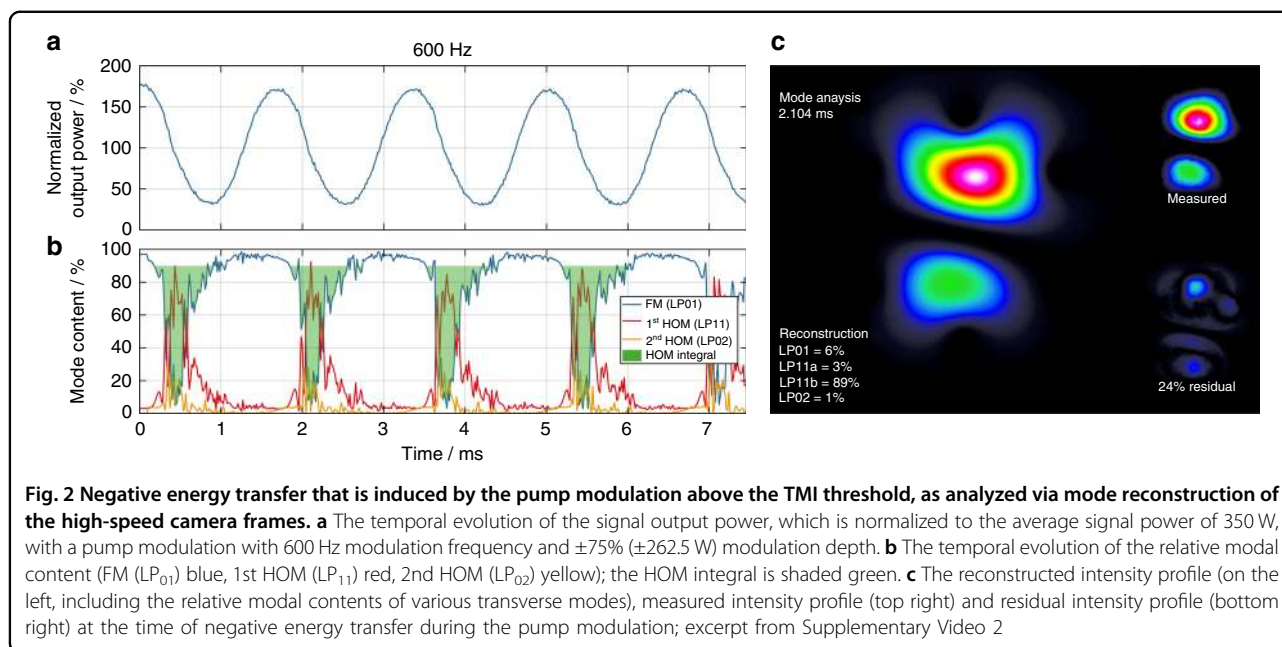 a
600 Hz
Normalized
output power / %
200
150
100
50
0
b
Mode content / %
100
80
60
40
20
0
FM (LP01)
1st HOM (LP11)
2nd HOM (LP02)
HOM integral
0 1 2 3 4 5 6 7
Time / ms
c
Mode anaysis
2.104 ms
Measured
Reconstruction
LP01 = 6%
LP11a = 3%
LP11b = 89%
LP02 = 1%
24% residual
Fig. 2 Negative energy transfer that is induced by the pump modulation above the TMI threshold, as analyzed via mode reconstruction of
the high-speed camera frames. a The temporal evolution of the signal output power, which is normalized to the average signal power of 350 W,
with a pump modulation with 600 Hz modulation frequency and ±75% (±262.5 W) modulation depth. b The temporal evolution of the relative modal
content (FM (LP01) blue, 1st HOM (LP11) red, 2nd HOM (LP02) yellow); the HOM integral is shaded green. c The reconstructed intensity profile (on the
left, including the relative modal contents of various transverse modes), measured intensity profile (top right) and residual intensity profile (bottom
right) at the time of negative energy transfer during the pump modulation; excerpt from Supplementary Video 2